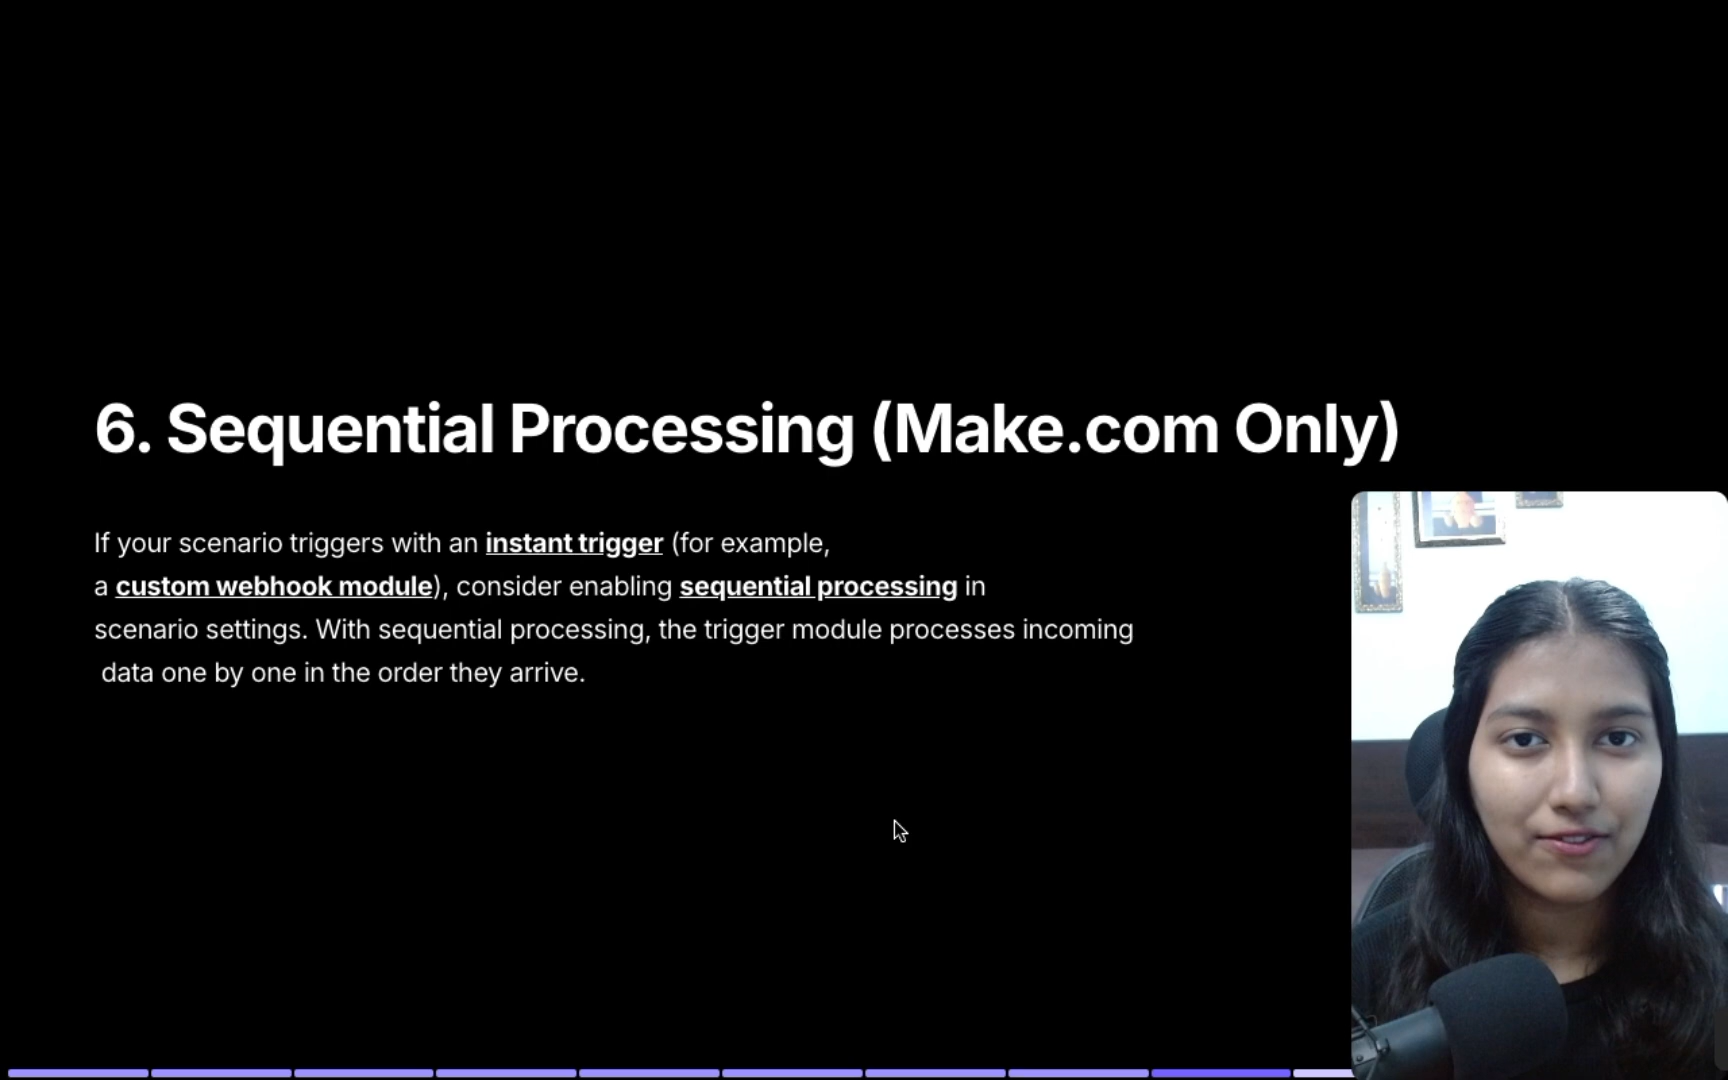 6. Sequential Processing (Make.com Only)
If your scenario triggers with an instant trigger (for example,
a custom webhook module), consider enabling sequential processing in
scenario settings. With sequential processing, the trigger module processes incoming
data one by one in the order they arrive.